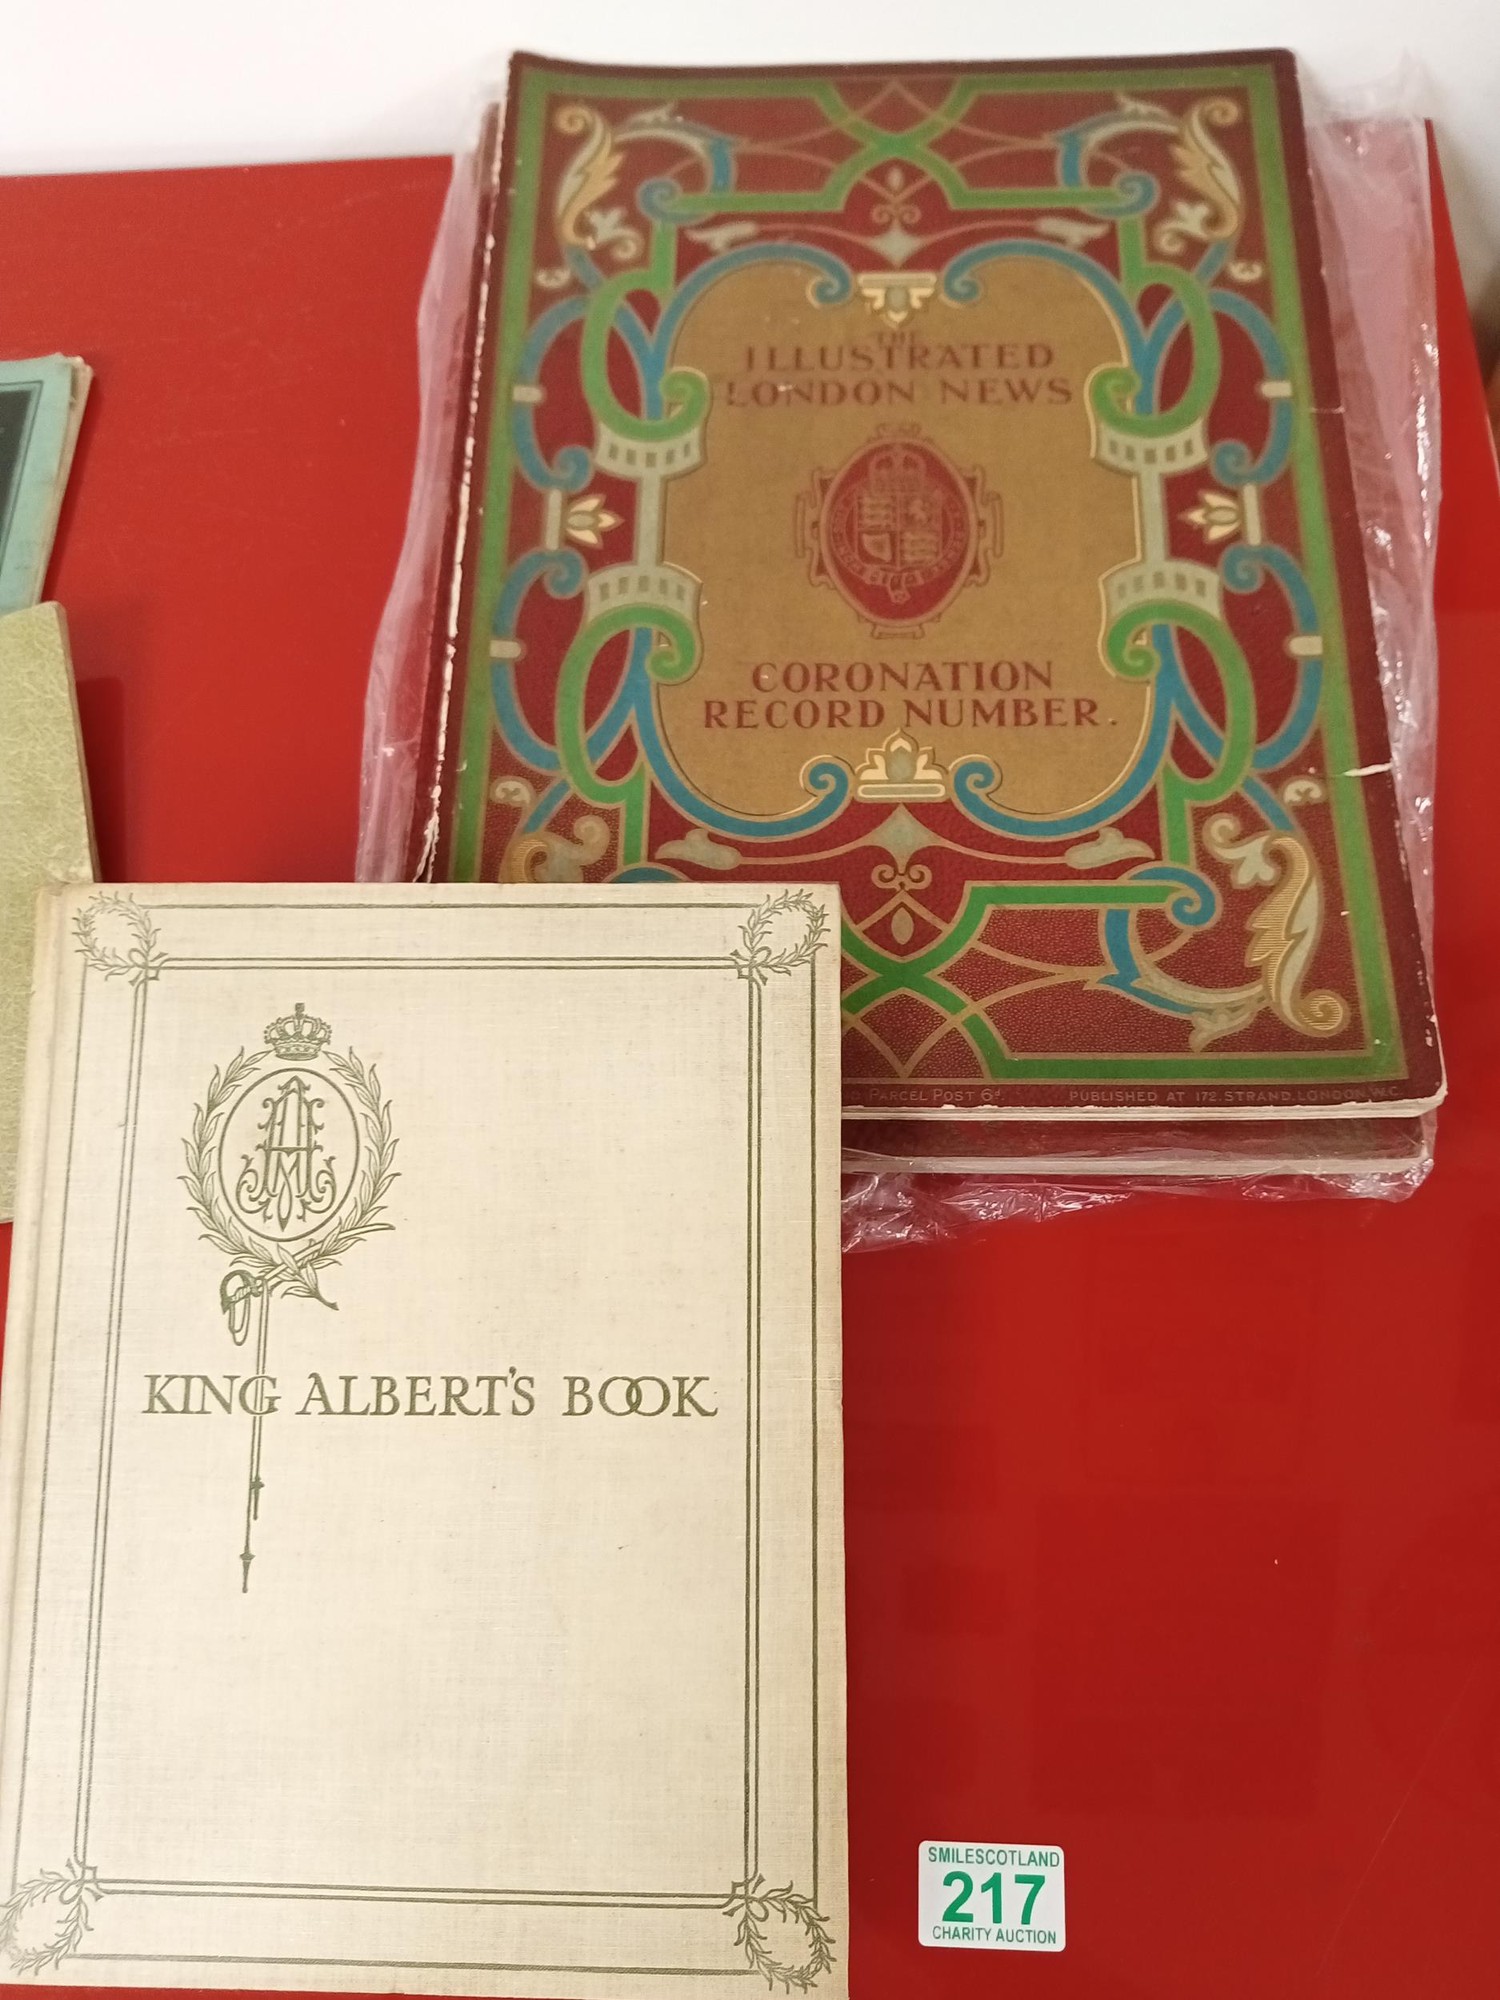 THE
ILLUSTRATED
LONDON NEWS
CORONATION
RECORD NUMBER.
PARCEL POST 6d. PUBLISHED AT 172. STRAND. LONDON. W.C.
KING ALBERT'S BOOK
SMILESCOTLAND
217
CHARITY AUCTION